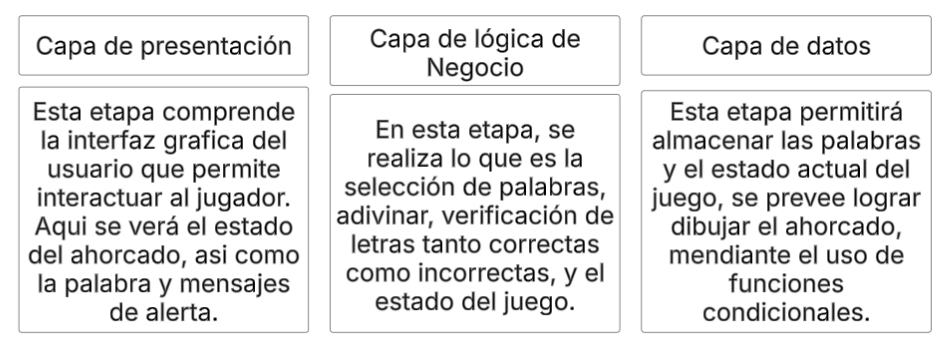 Capa de presentación
Esta etapa comprende
la interfaz grafica del
usuario que permite
interactuar al jugador.
Aqui se verá el estado
del ahorcado, asi como
la palabra y mensajes
de alerta.
Capa de lógica de
Negocio
En esta etapa, se
realiza lo que es la
selección de palabras,
adivinar, verificación de
letras tanto correctas
como incorrectas, y el
estado del juego.
Capa de datos
Esta etapa permitirá
almacenar las palabras
y el estado actual del
juego, se prevee lograr
dibujar el ahorcado,
mendiante el uso de
funciones
condicionales.